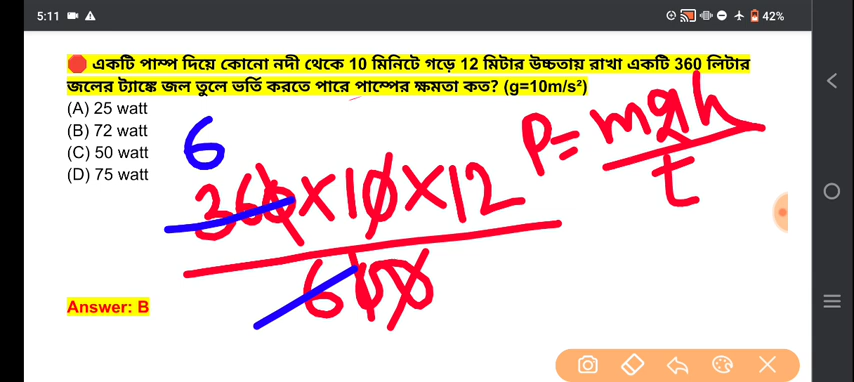 5:11
42%
একটি পাম্প দিয়ে কোনো নদী থেকে 10 মিনিটে গড়ে 12 মিটার উচ্চতায় রাখা একটি 360 লিটার
জলের ট্যাঙ্কে জল তুলে ভর্তি করতে পারে পাম্পের ক্ষমতা কত? (g=10m/s²)
(A) 25 watt
(B) 72 watt
(C) 50 watt
(D) 75 watt
P = mgh
t
6
360 × 10 × 12
600
Answer: B